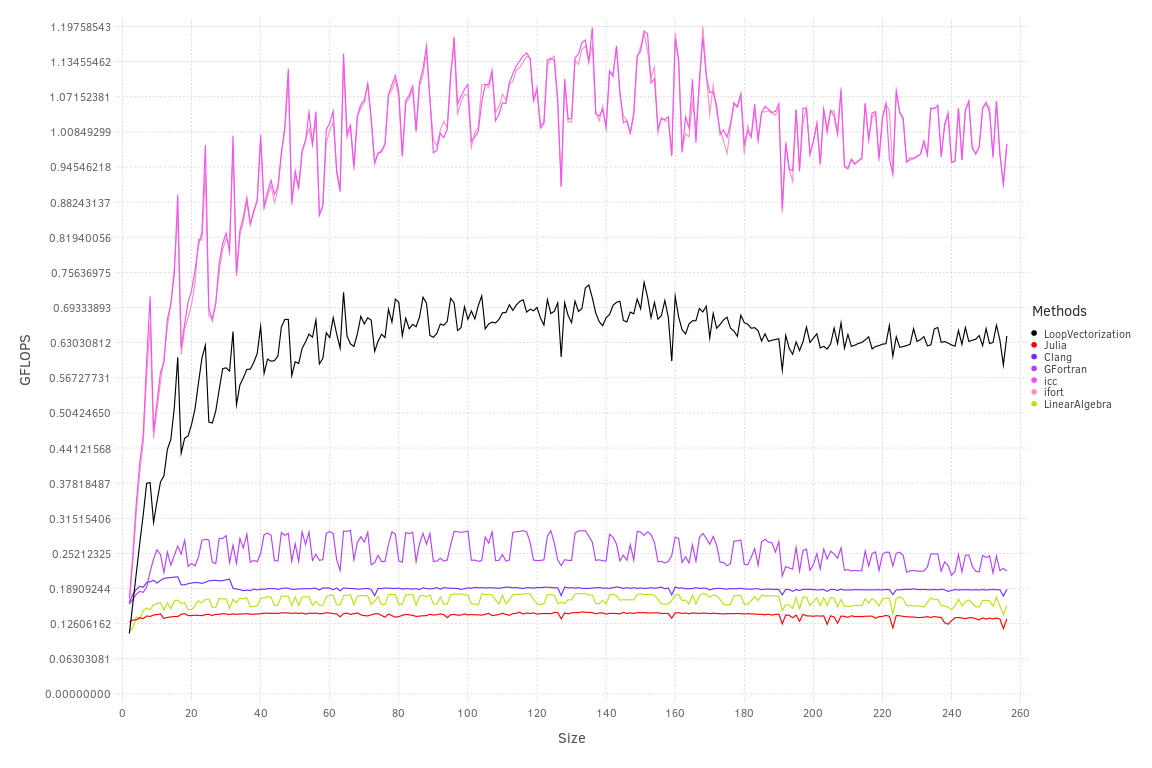 1.19758543
1.13455462
1.07152381
1.00849299
0.94546218
0.88243137
0.81940056
0.75636975
0.69333893
0.63030812
0.56727731
0.50424650
0.44121568
0.37818487
0.31515406
0.25212325
0.18909244
0.12606162
0.06303081
0.00000000
GFLOPS
0 20 40 60 80 100 120 140 160 180 200 220 240 260
Size
Methods
LoopVectorization
Julia
Clang
GFortran
icc
ifort
LinearAlgebra